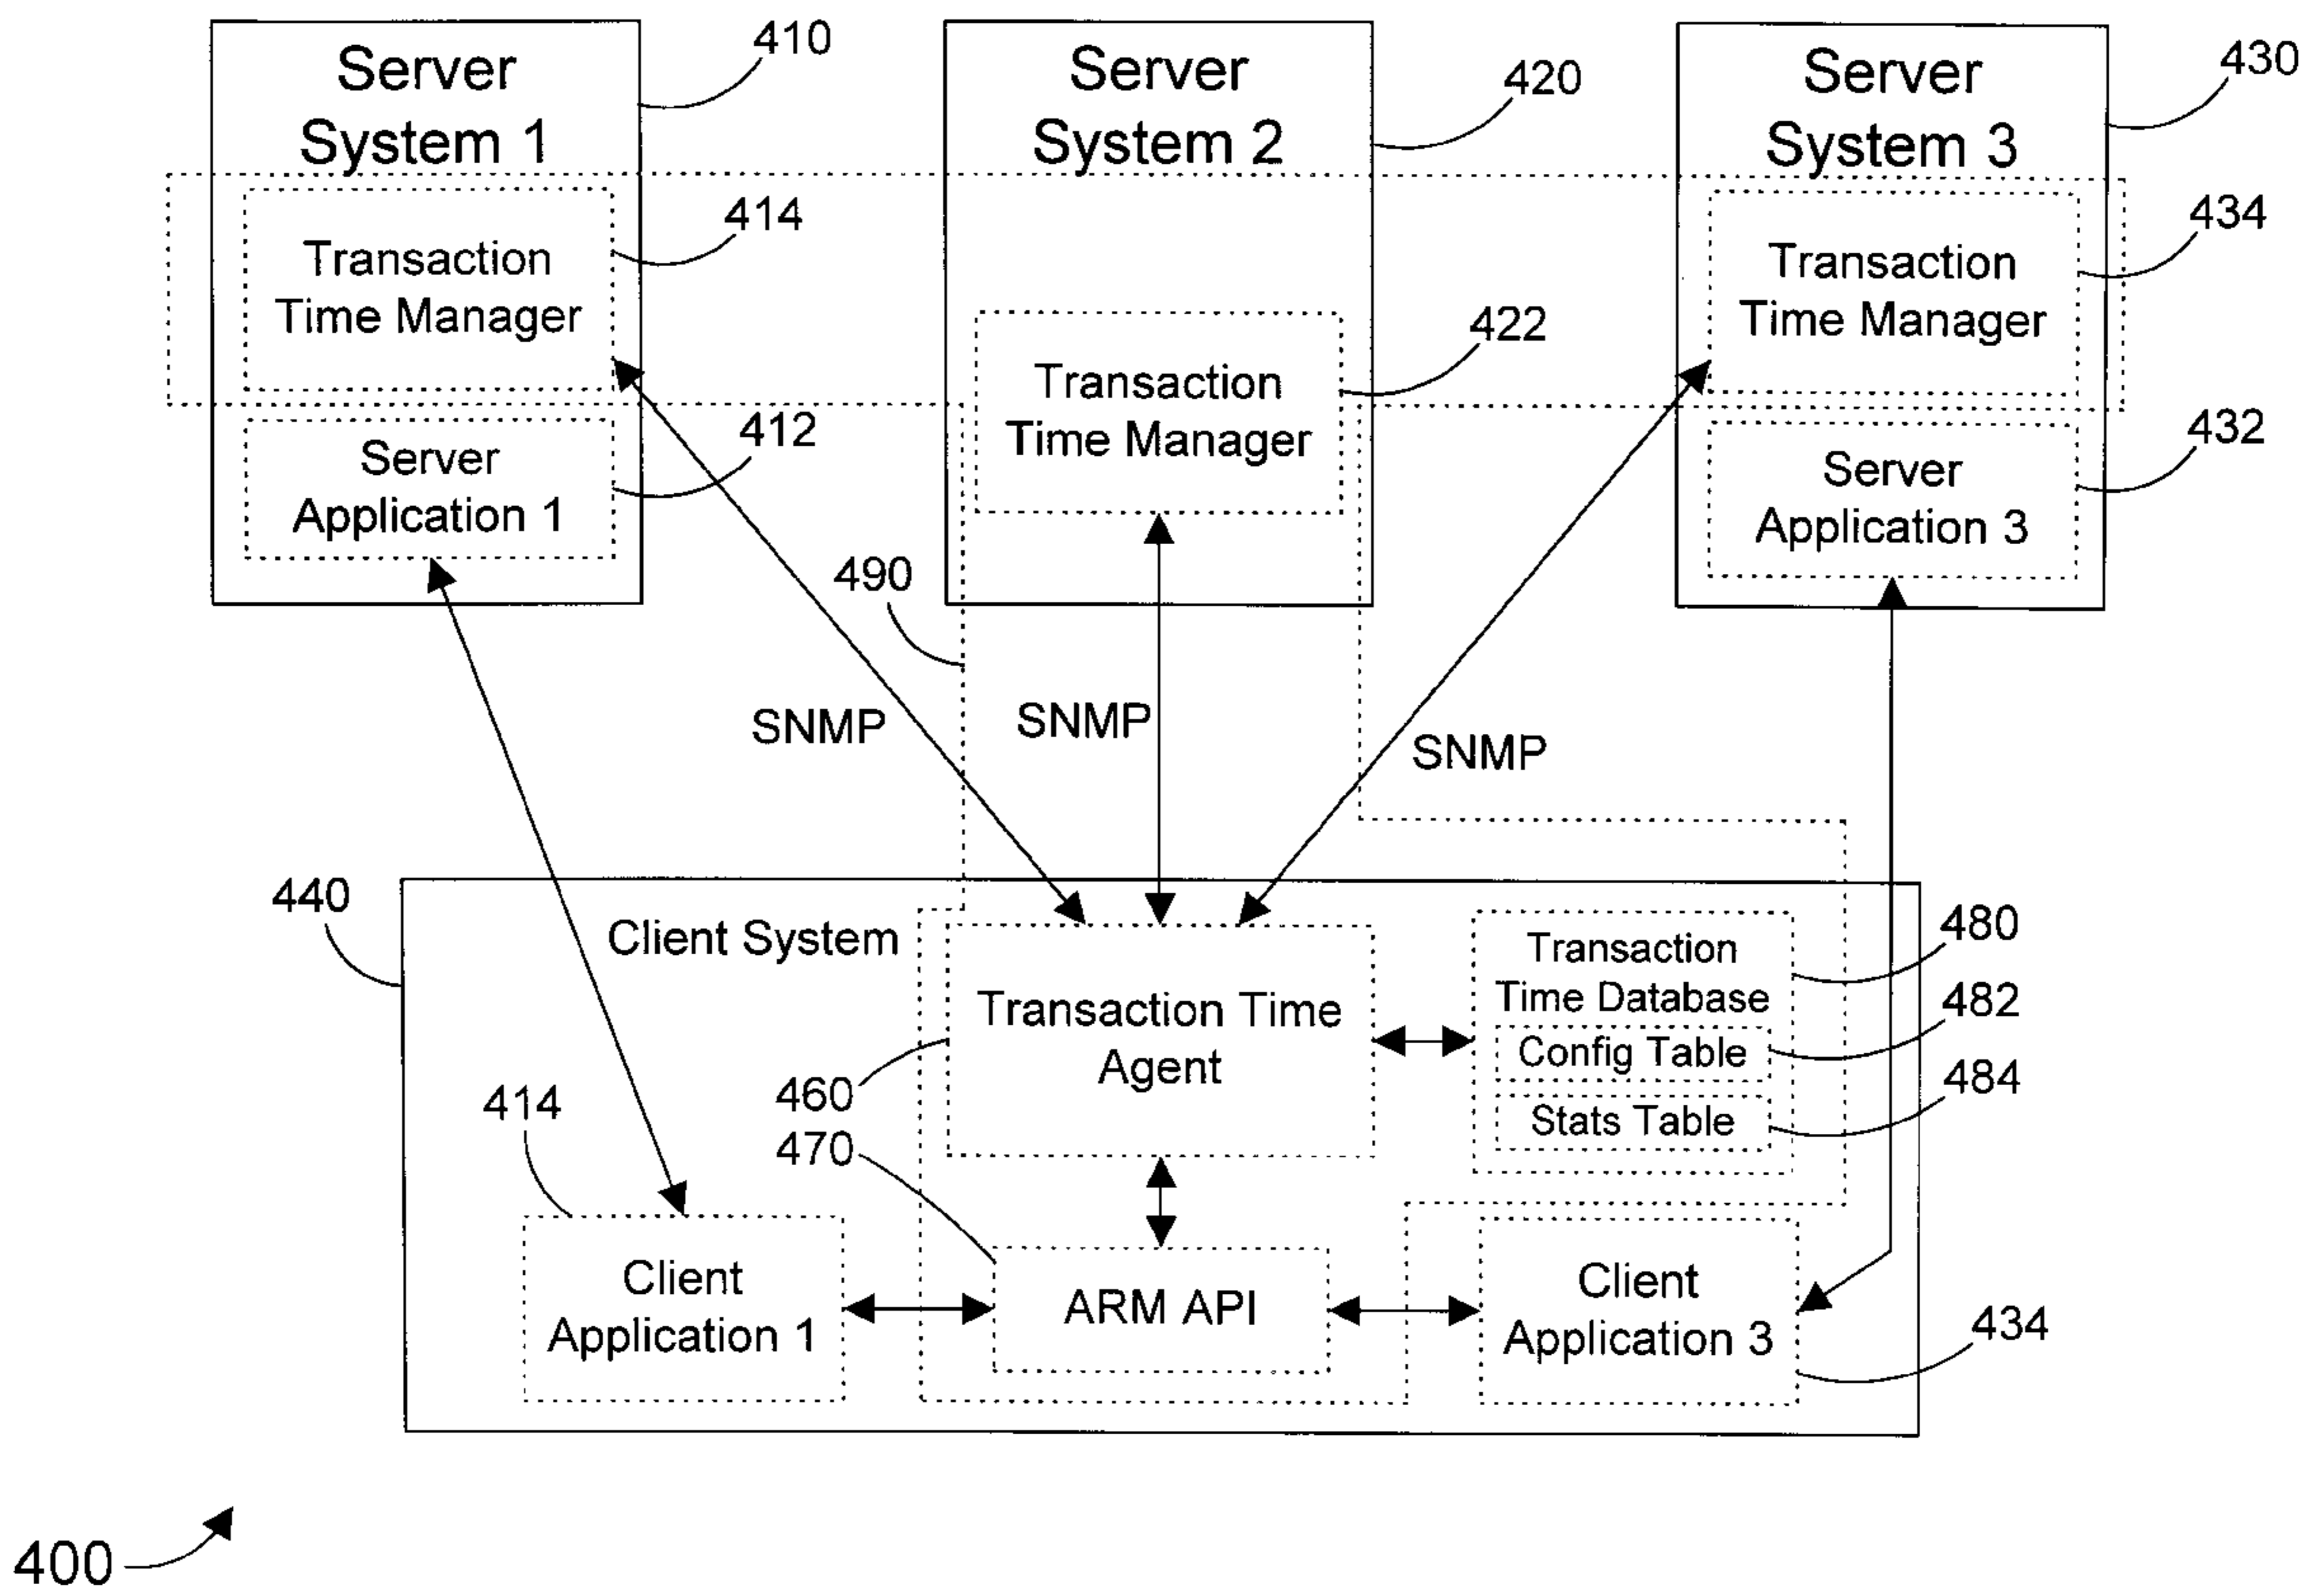 Server
System 1
410
Server
System 2
420
Server
System 3
430
Transaction
Time Manager
414
Transaction
Time Manager
422
Transaction
Time Manager
434
Server
Application 1
412
Server
Application 3
432
490
SNMP
SNMP
SNMP
440
Client System
Transaction Time
Agent
460
470
Transaction
Time Database
480
Config Table
482
Stats Table
484
414
Client
Application 1
ARM API
Client
Application 3
434
400